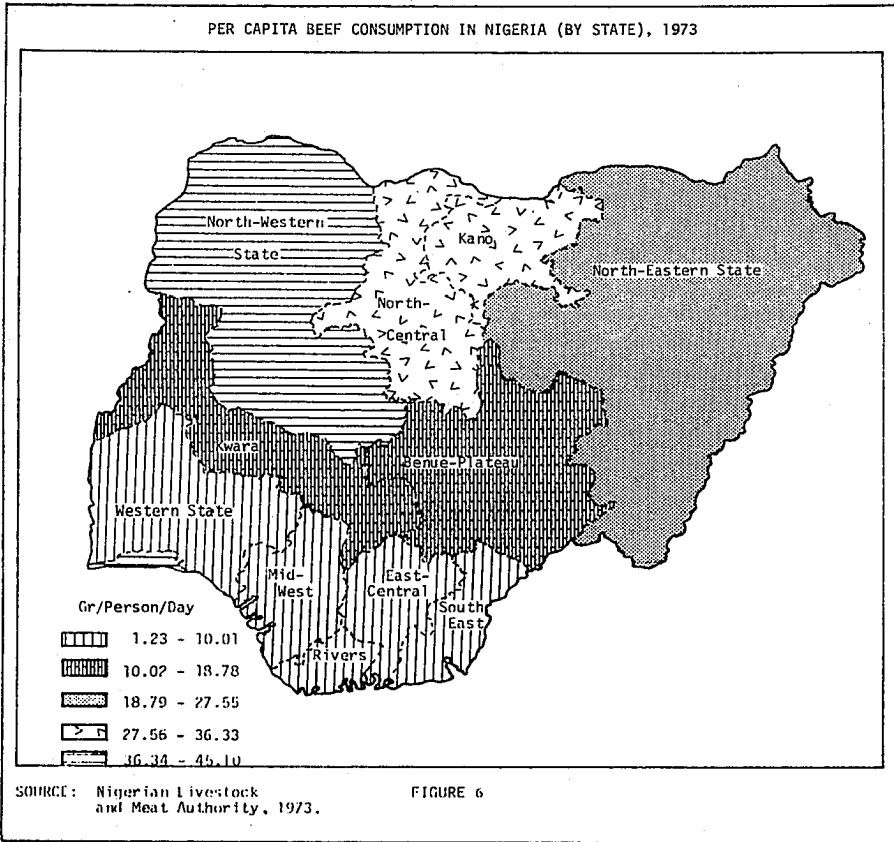 PER CAPITA BEEF CONSUMPTION IN NIGERIA (BY STATE), 1973
North-Western
State
Kano
North-Eastern State
North-
Central
Kwara
Benue-Plateau
Western State
Mid-
West
East-
Central
South
East
Rivers
Gr/Person/Day
1.23 - 10.01
10.02 - 18.78
18.79 - 27.55
27.56 - 36.33
36.34 - 45.10
SOURCE: Nigerian Livestock
and Meat Authority, 1973.
FIGURE 6